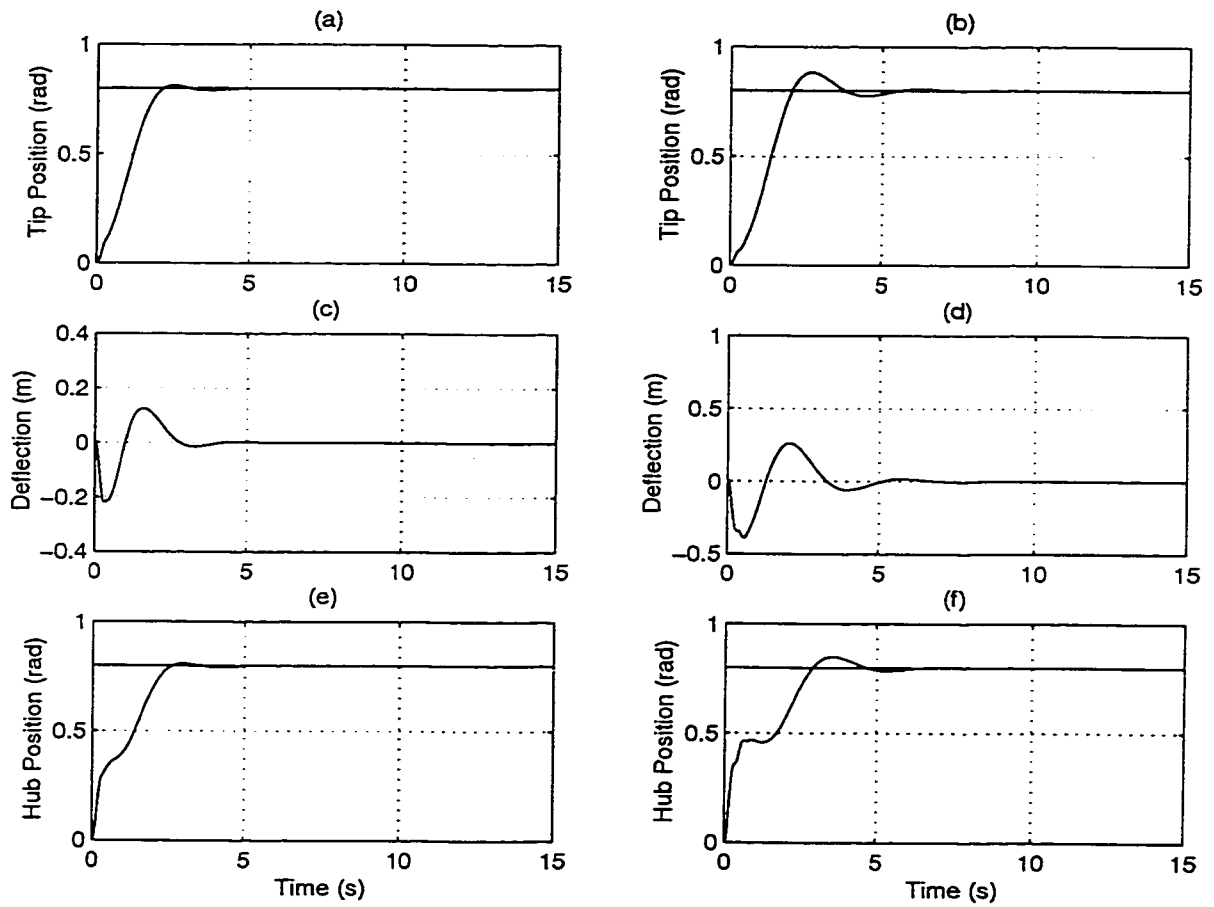 (a)
Tip Position (rad)
1
0.5
0
0 5 10 15
(b)
Tip Position (rad)
1
0.5
0
0 5 10 15
(c)
Deflection (m)
0.4
0.2
0
−0.2
−0.4
0 5 10 15
(d)
Deflection (m)
1
0.5
0
−0.5
0 5 10 15
(e)
Hub Position (rad)
1
0.5
0
0 5 10 15
Time (s)
(f)
Hub Position (rad)
1
0.5
0
0 5 10 15
Time (s)